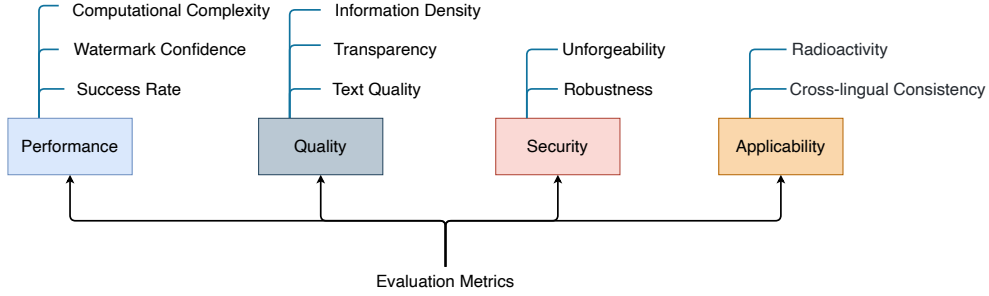 Computational Complexity
Watermark Confidence
Success Rate
Performance
Information Density
Transparency
Text Quality
Quality
Unforgeability
Robustness
Security
Radioactivity
Cross-lingual Consistency
Applicability
Evaluation Metrics